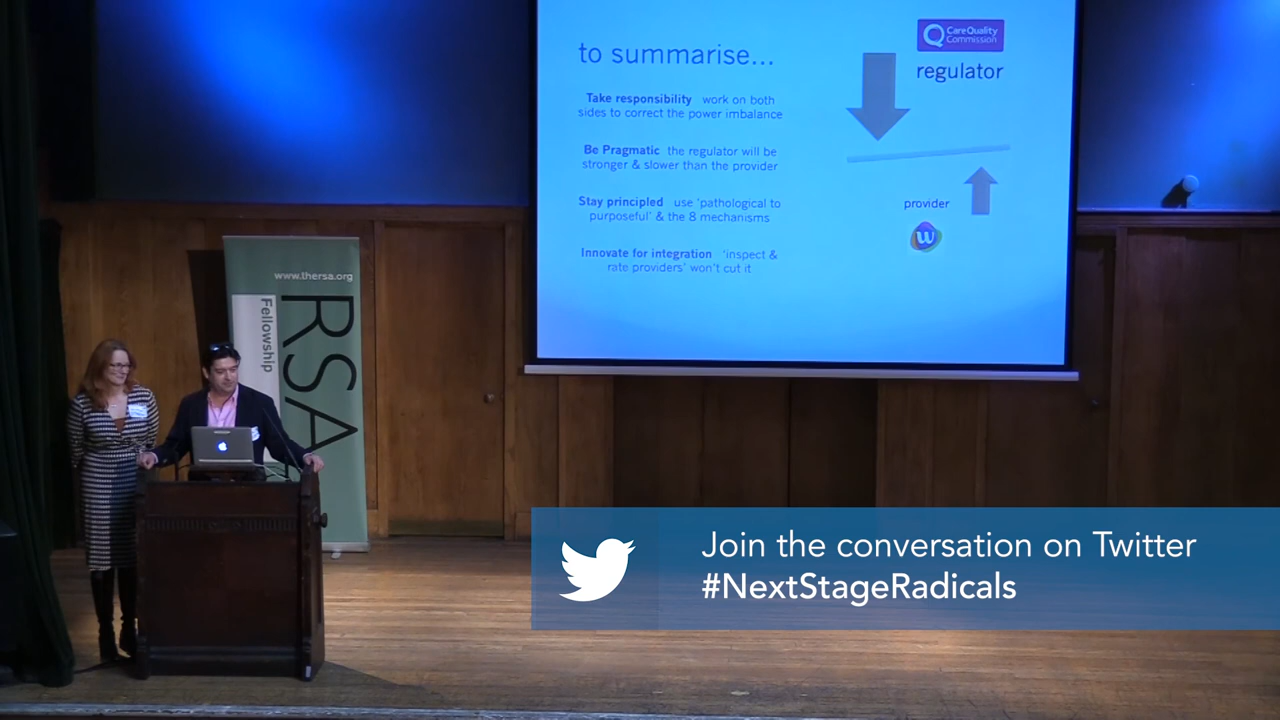 to summarise...
Take responsibility work on both
sides to correct the power imbalance
Be Pragmatic the regulator will be
stronger & slower than the provider
Stay principled use 'pathological to
purposeful' & the 8 mechanisms
Innovate for integration 'inspect &
rate providers' won't cut it
CareQuality
Commission
regulator
provider
w
www.thersa.org
RSA
Fellowship
Join the conversation on Twitter
#NextStageRadicals